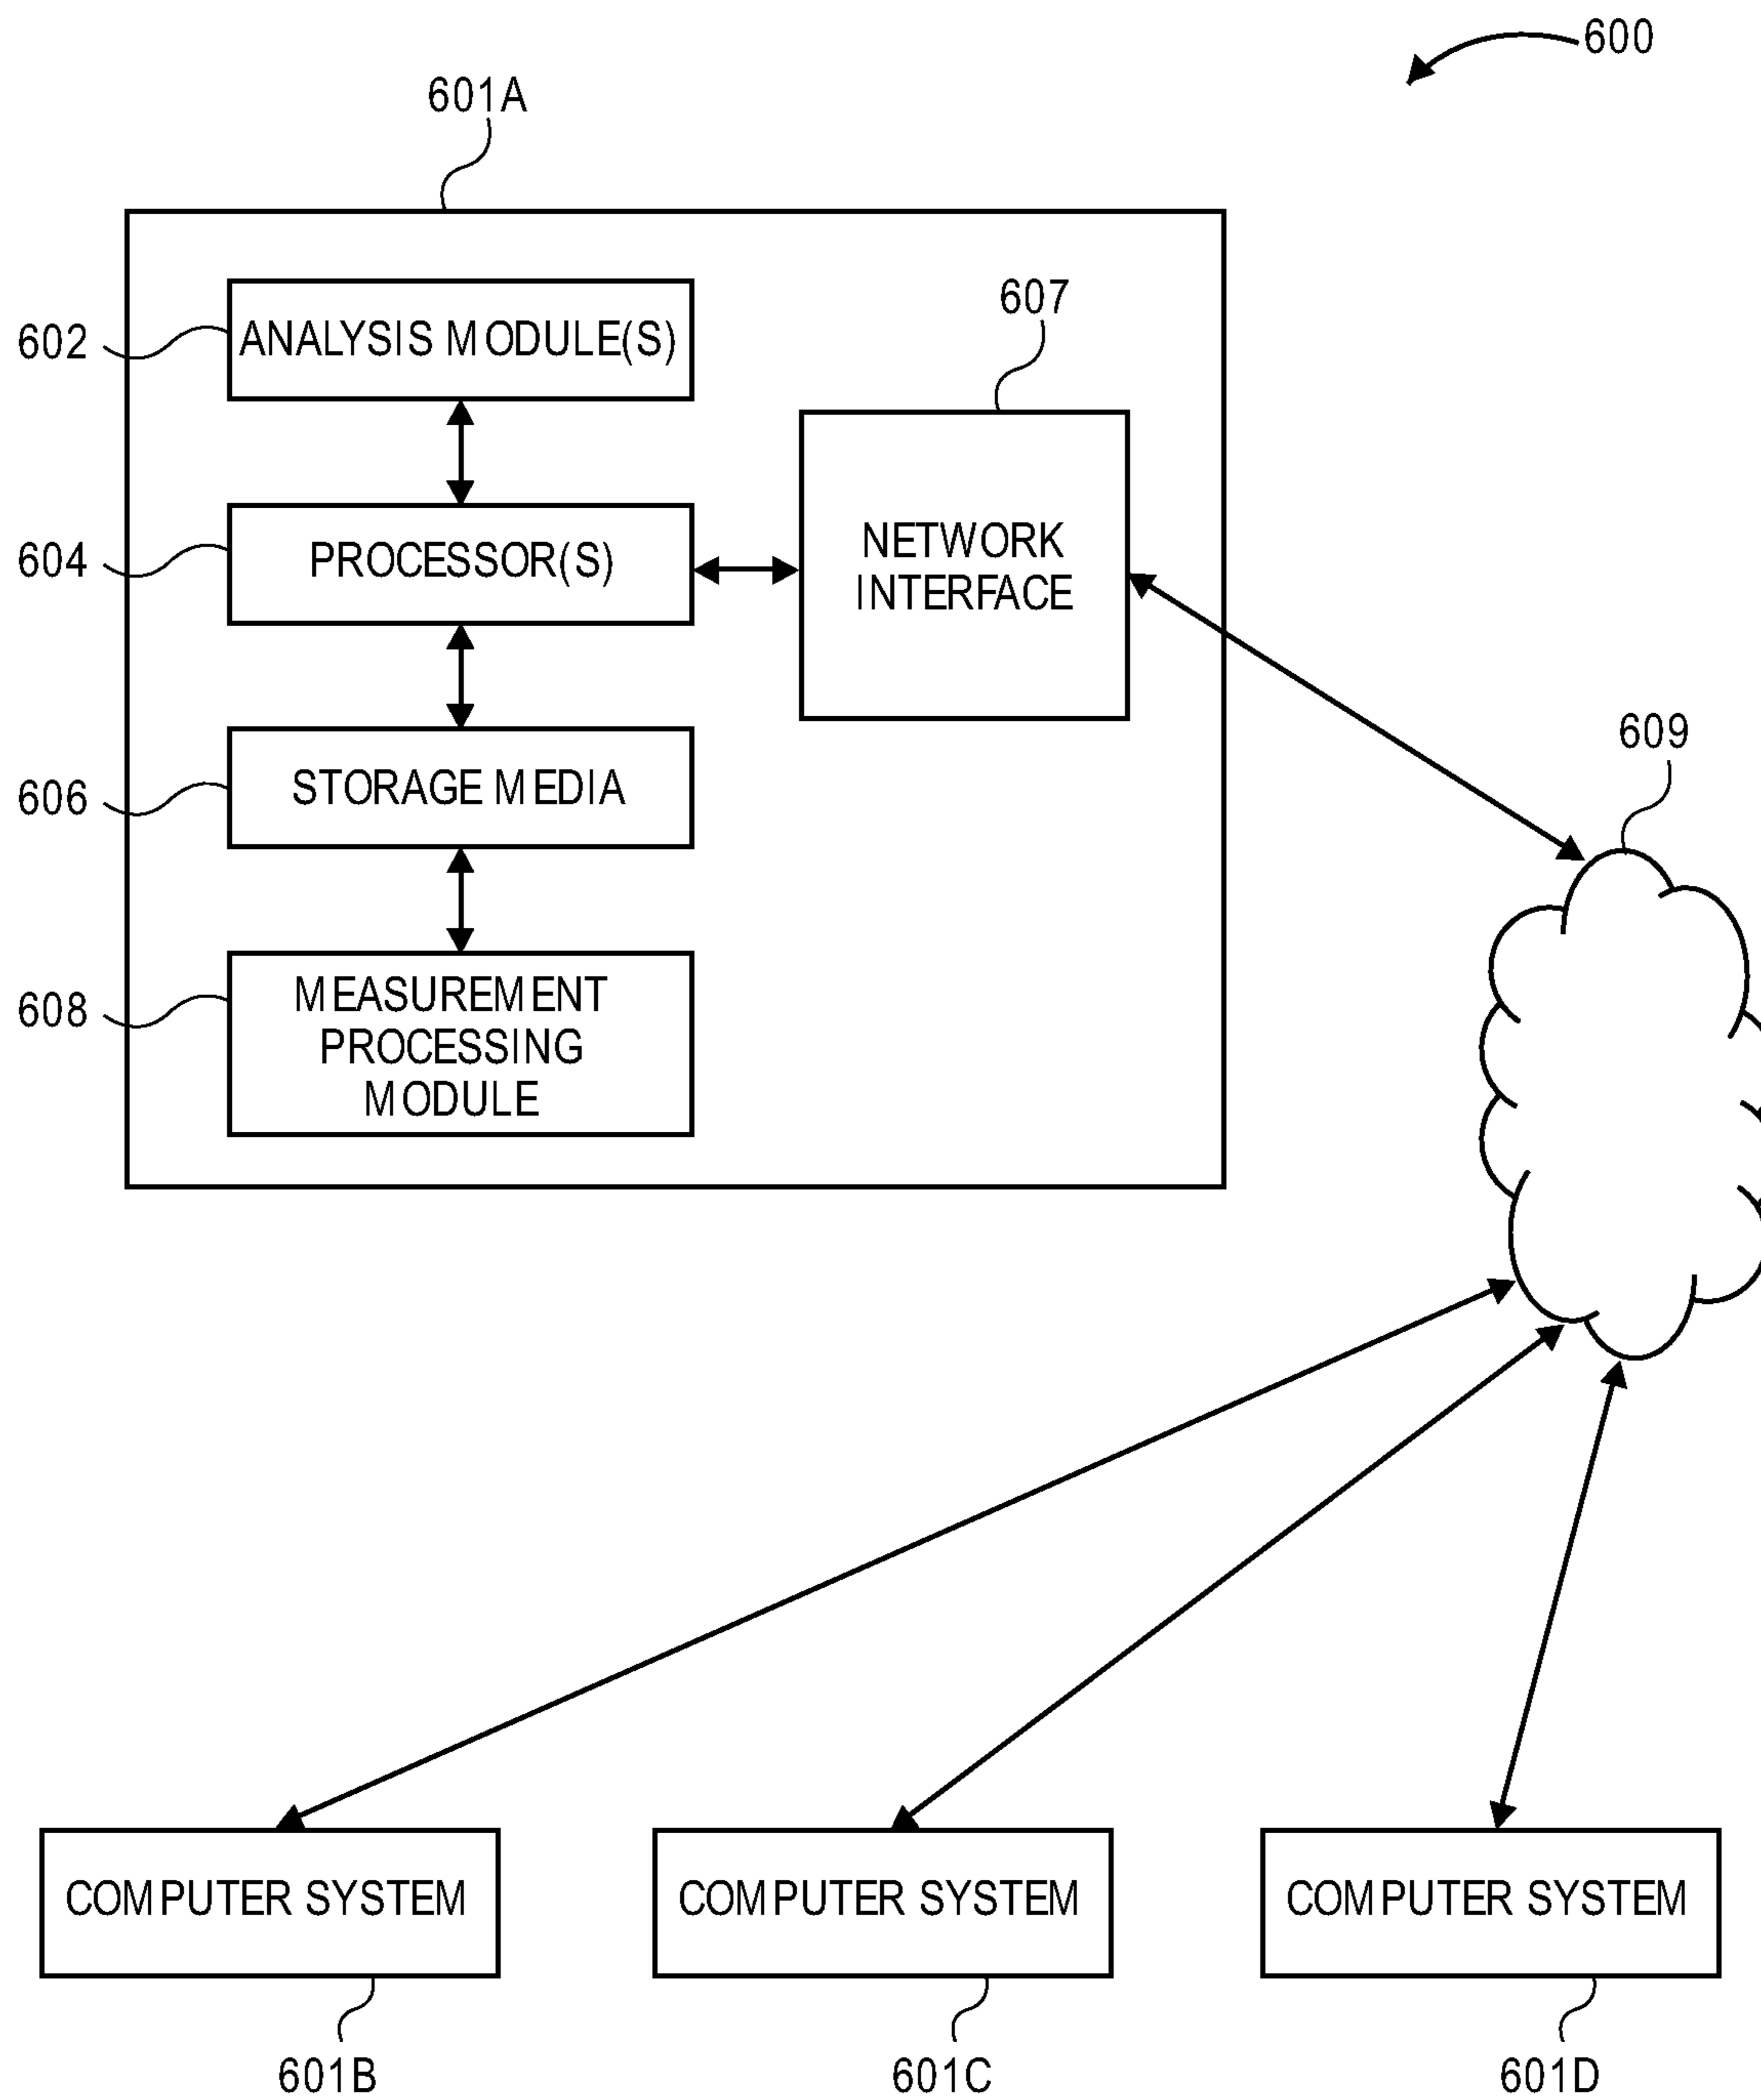 600
601A
607
602
ANALYSIS MODULE(S)
604
PROCESSOR(S)
NETWORK
INTERFACE
609
606
STORAGE MEDIA
608
MEASUREMENT
PROCESSING
MODULE
COMPUTER SYSTEM
COMPUTER SYSTEM
COMPUTER SYSTEM
601B
601C
601D